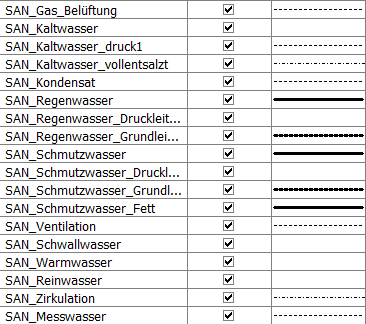 SAN_Gas_Belüftung
SAN_Kaltwasser
SAN_Kaltwasser_druck1
SAN_Kaltwasser_vollentsalzt
SAN_Kondensat
SAN_Regenwasser
SAN_Regenwasser_Druckleit...
SAN_Regenwasser_Grundlei...
SAN_Schmutzwasser
SAN_Schmutzwasser_Druckl...
SAN_Schmutzwasser_Grundl...
SAN_Schmutzwasser_Fett
SAN_Ventilation
SAN_Schwallwasser
SAN_Warmwasser
SAN_Reinwasser
SAN_Zirkulation
SAN_Messwasser